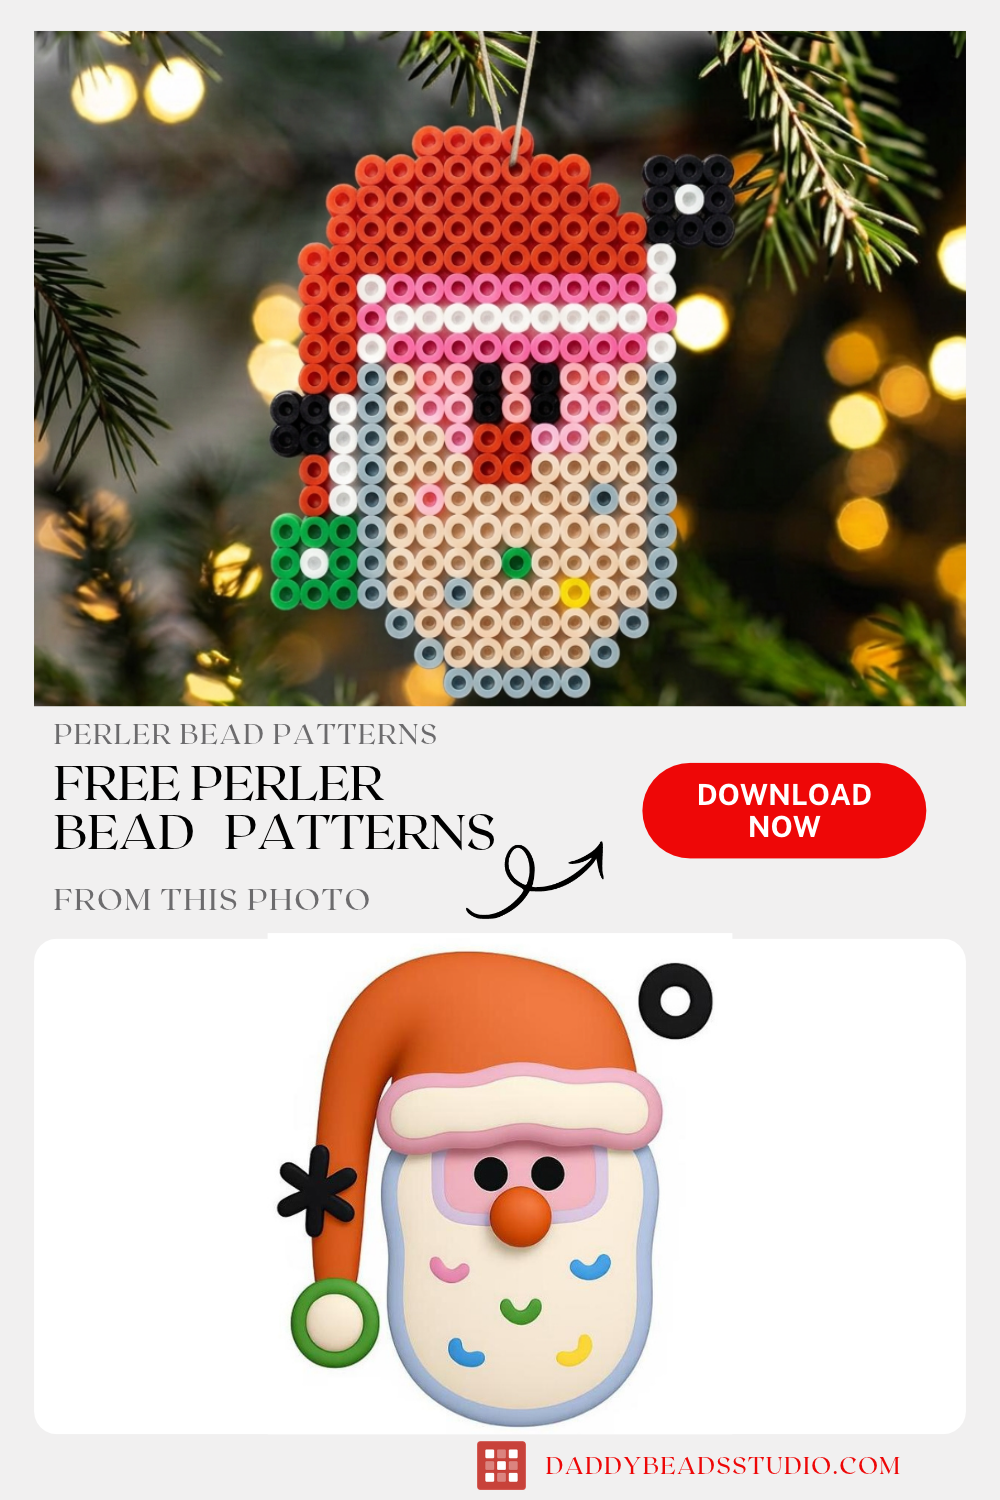 PERLER BEAD PATTERNS
FREE PERLER
BEAD PATTERNS
FROM THIS PHOTO
DOWNLOAD
NOW
DADDYBEADSSTUDIO.COM